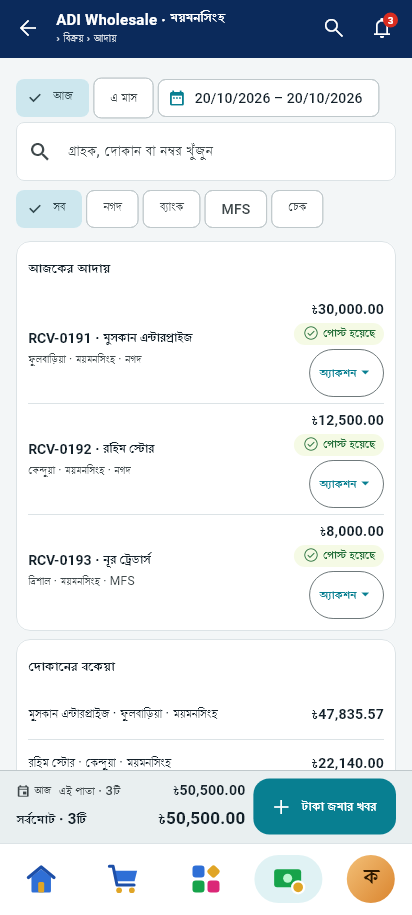 ADI Wholesale · ময়মনসিংহ
› বিক্রয় › আদায়
3
আজ
এ মাস
20/10/2026 – 20/10/2026
গ্রাহক, দোকান বা নম্বর খুঁজুন
সব
নগদ
ব্যাংক
MFS
চেক
আজকের আদায়
৳30,000.00
RCV-0191 · মুসকান এন্টারপ্রাইজ
পোস্ট হয়েছে
ফুলবাড়িয়া · ময়মনসিংহ · নগদ
অ্যাকশন
৳12,500.00
RCV-0192 · রহিম স্টোর
পোস্ট হয়েছে
কেন্দুয়া · ময়মনসিংহ · নগদ
অ্যাকশন
৳8,000.00
RCV-0193 · নূর ট্রেডার্স
পোস্ট হয়েছে
ত্রিশাল · ময়মনসিংহ · MFS
অ্যাকশন
দোকানের বকেয়া
মুসকান এন্টারপ্রাইজ · ফুলবাড়িয়া · ময়মনসিংহ ৳47,835.57
রহিম স্টোর · কেন্দুয়া · ময়মনসিংহ ৳22,140.00
আজ এই পাতা · 3টি ৳50,500.00
সর্বমোট · 3টি ৳50,500.00
টাকা জমার খবর
ক